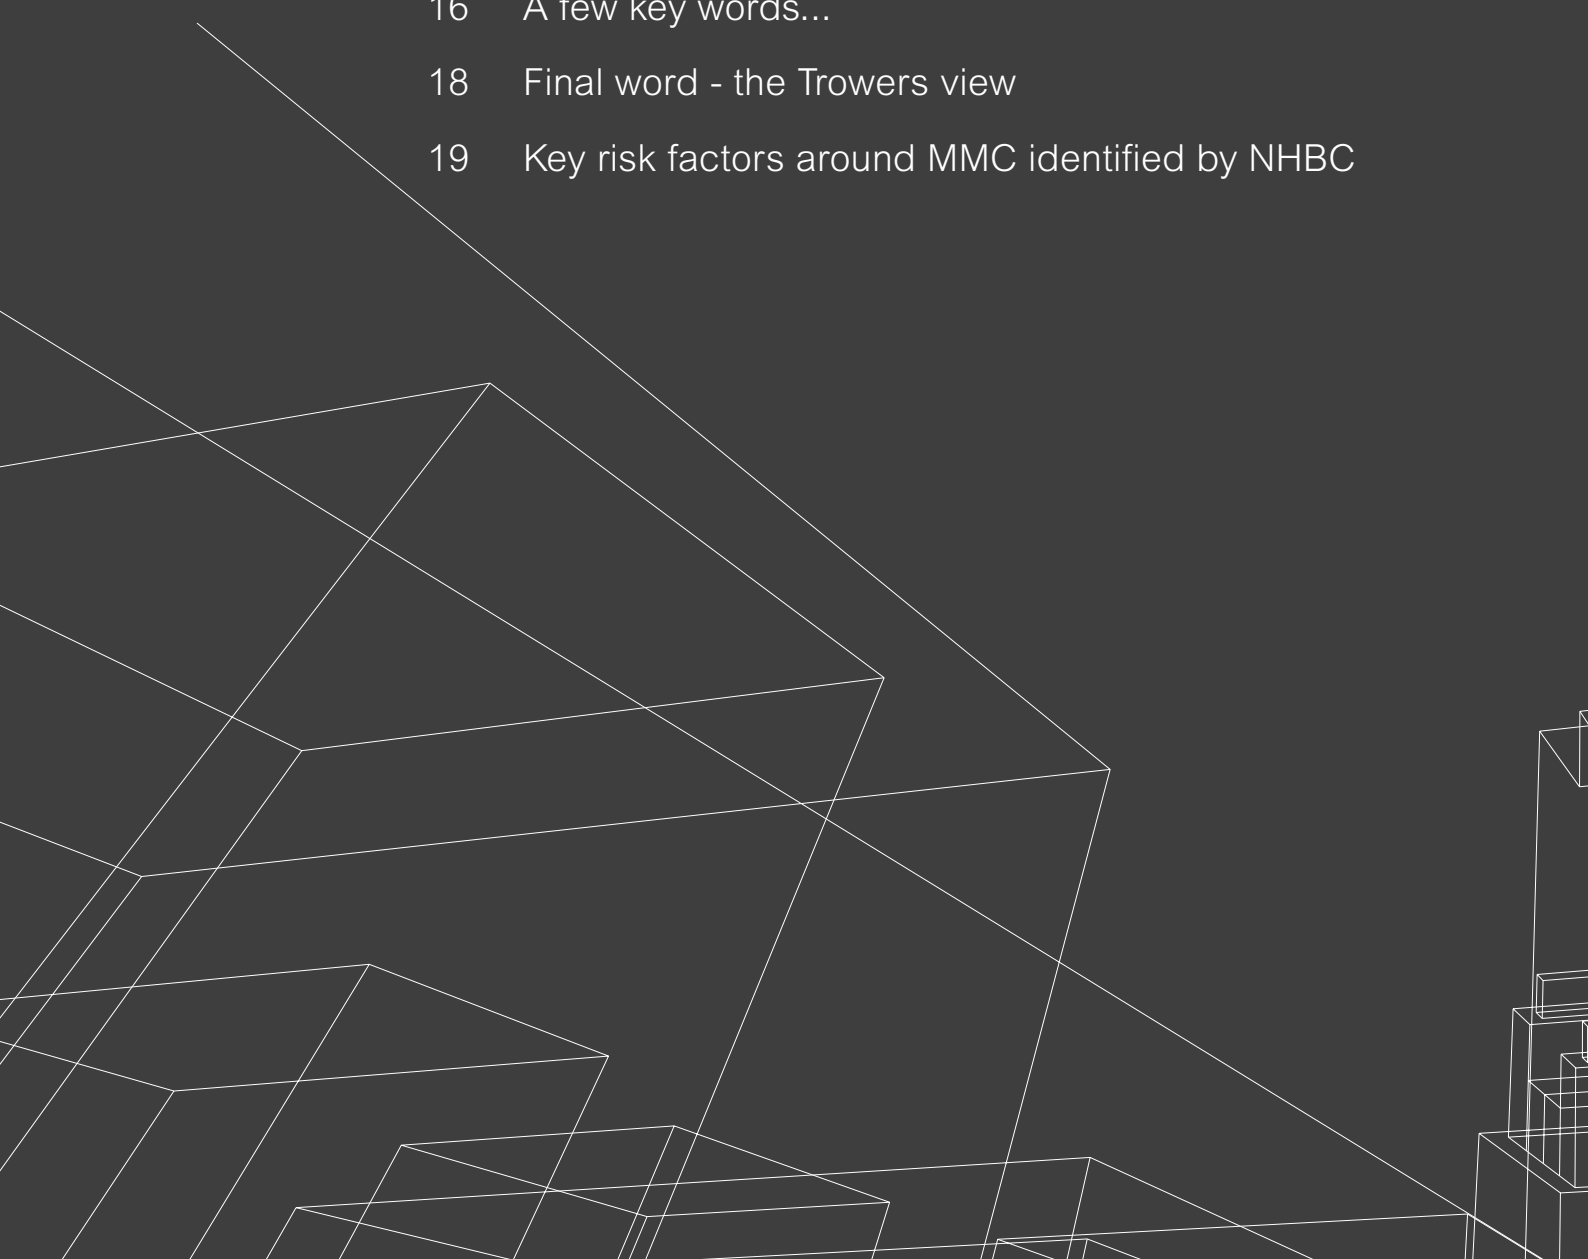 16 A few key words...
18 Final word - the Trowers view
19 Key risk factors around MMC identified by NHBC